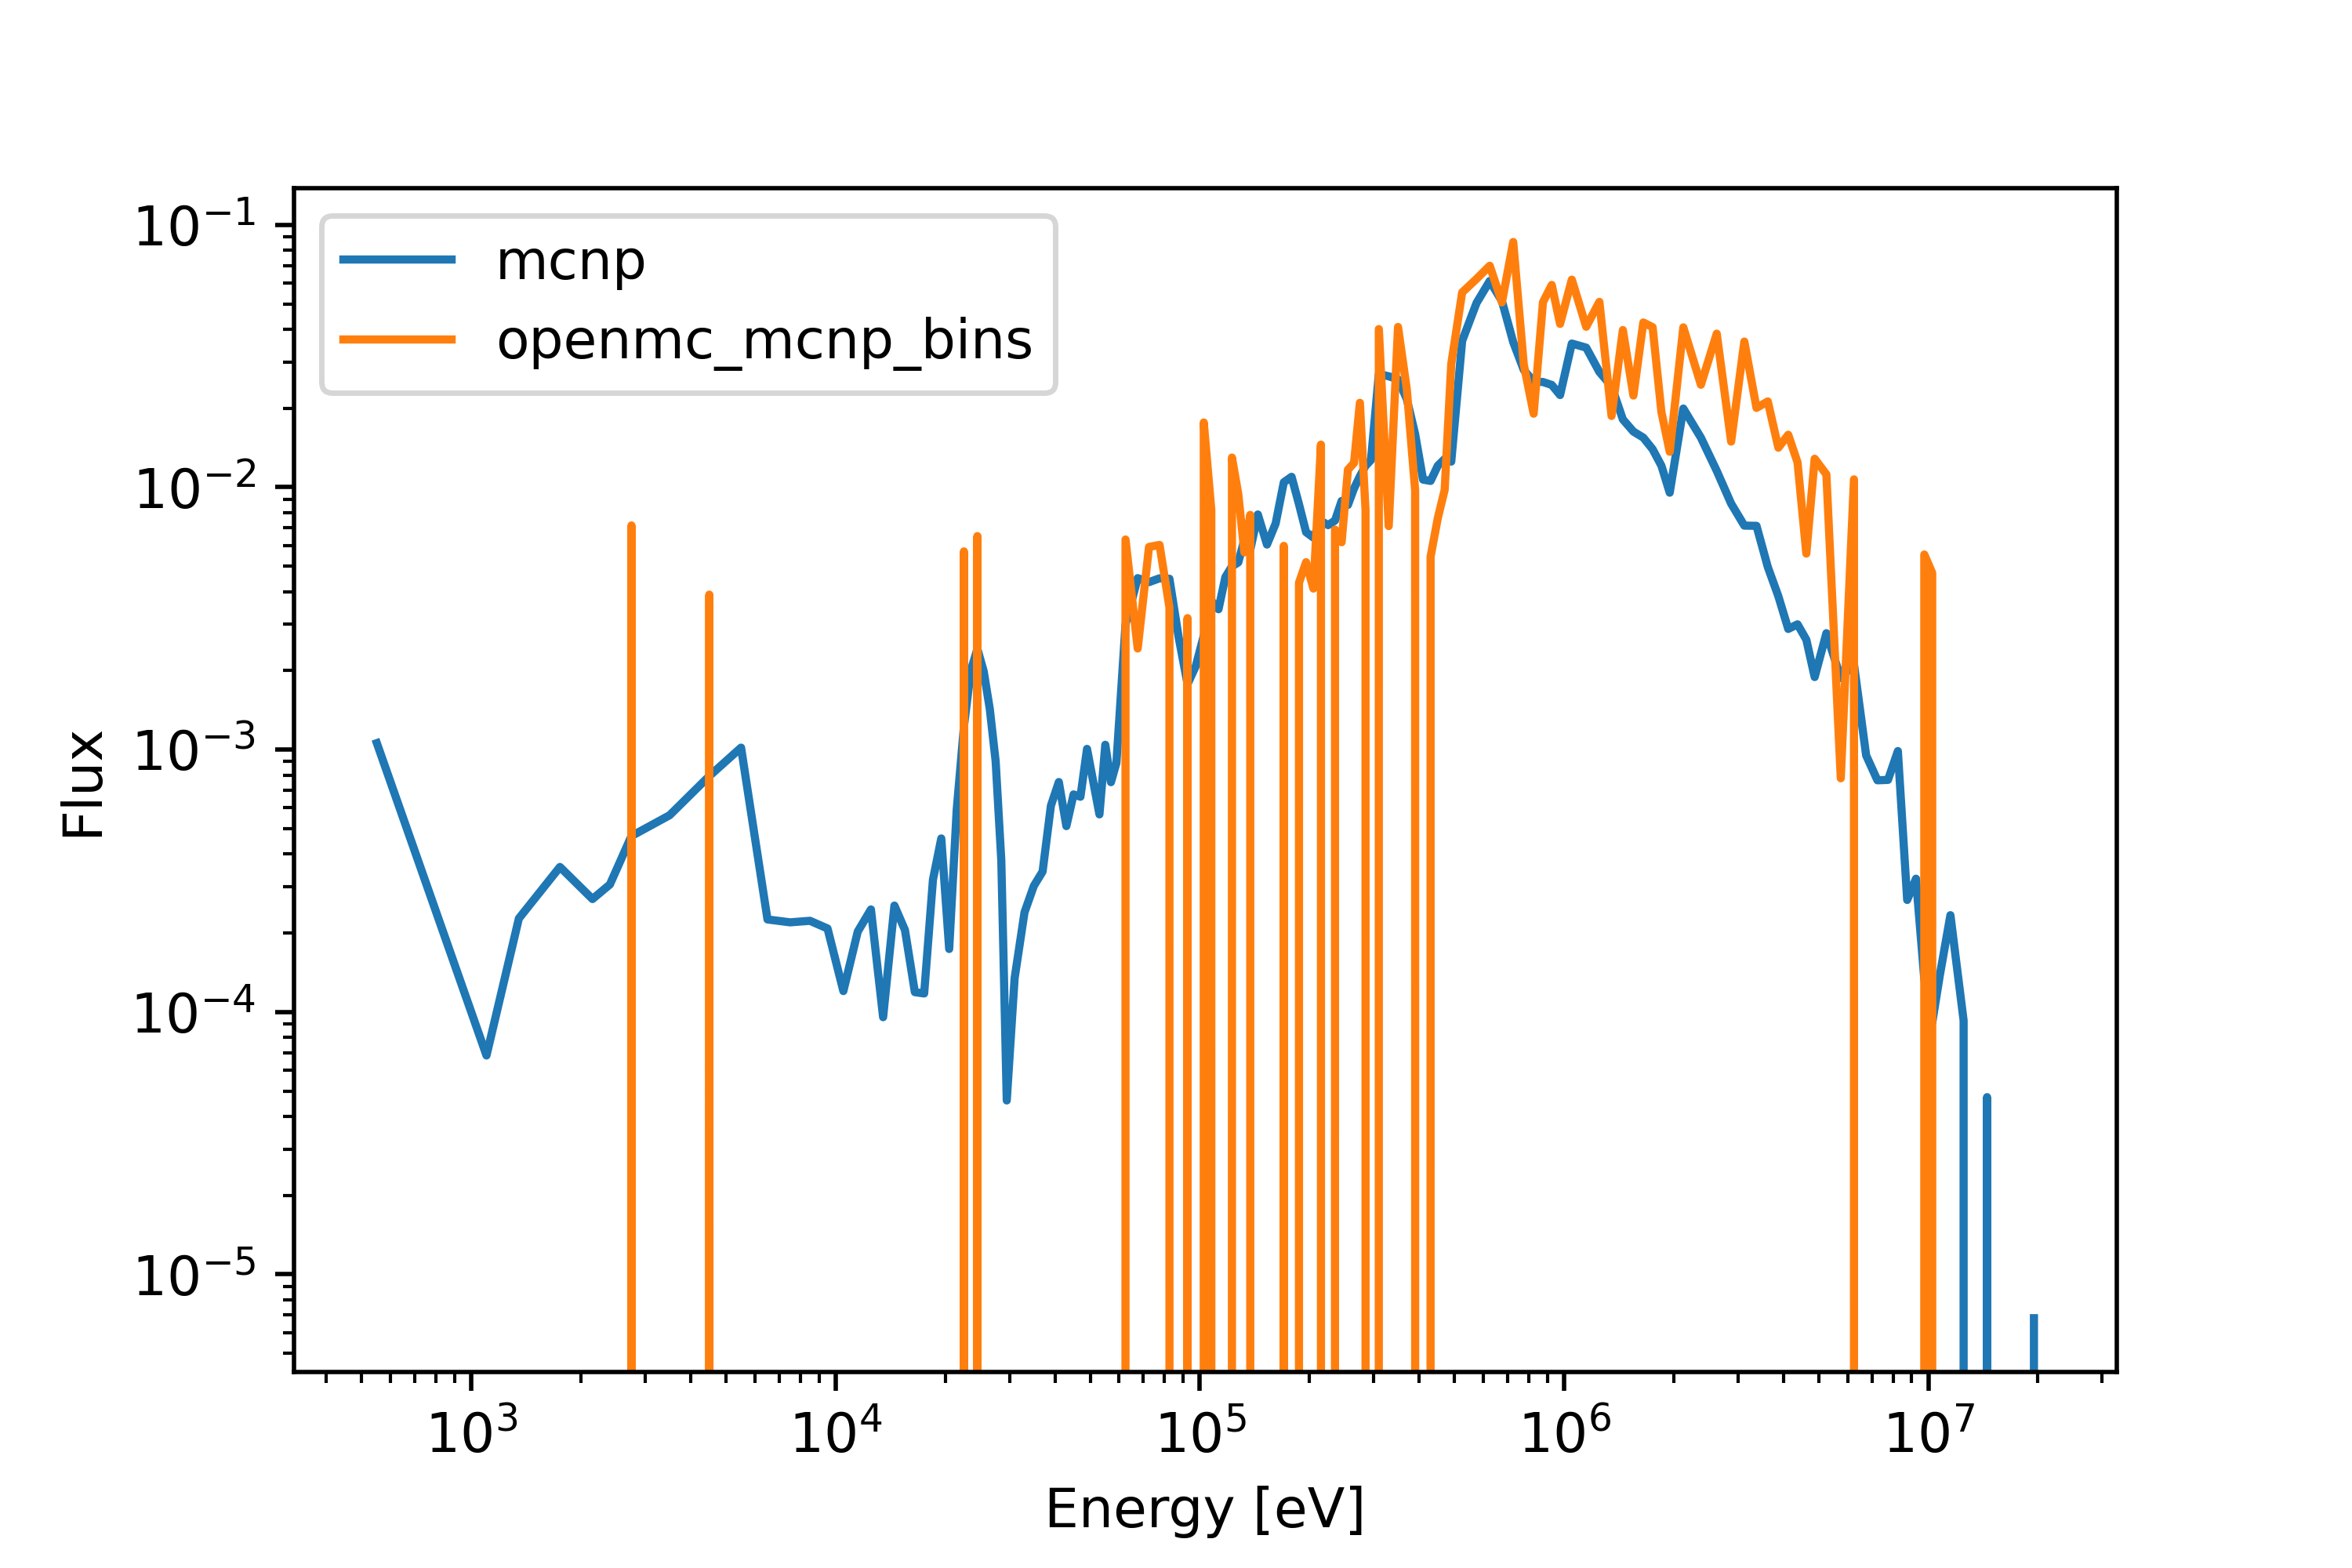 mcnp
openmc_mcnp_bins
10⁻¹
10⁻²
10⁻³
10⁻⁴
10⁻⁵
Flux
10³ 10⁴ 10⁵ 10⁶ 10⁷
Energy [eV]